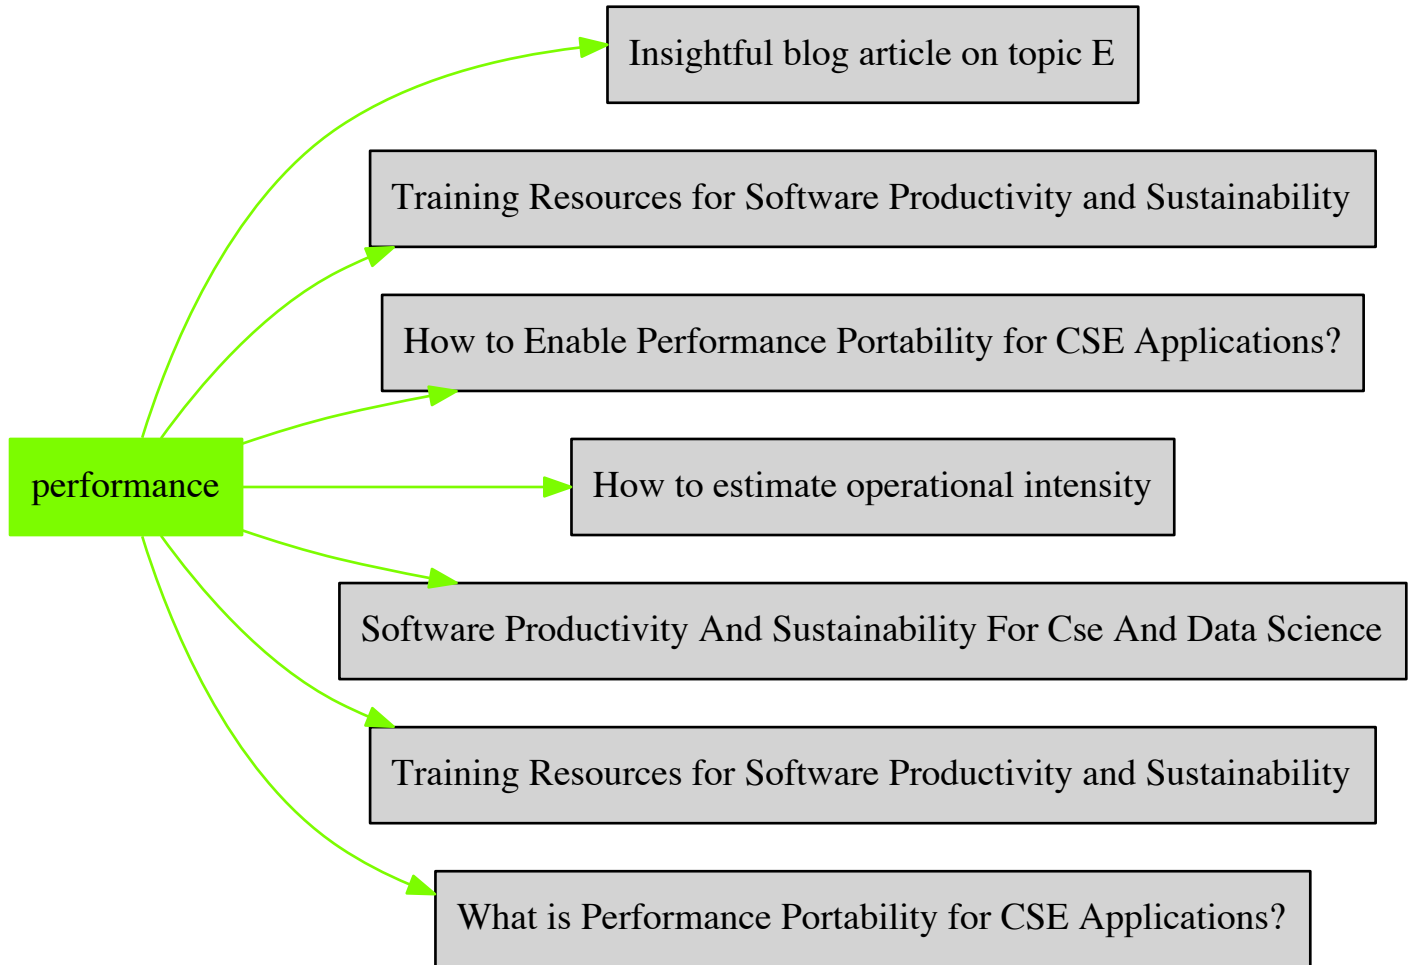 Insightful blog article on topic E
Training Resources for Software Productivity and Sustainability
How to Enable Performance Portability for CSE Applications?
performance
How to estimate operational intensity
Software Productivity And Sustainability For Cse And Data Science
Training Resources for Software Productivity and Sustainability
What is Performance Portability for CSE Applications?